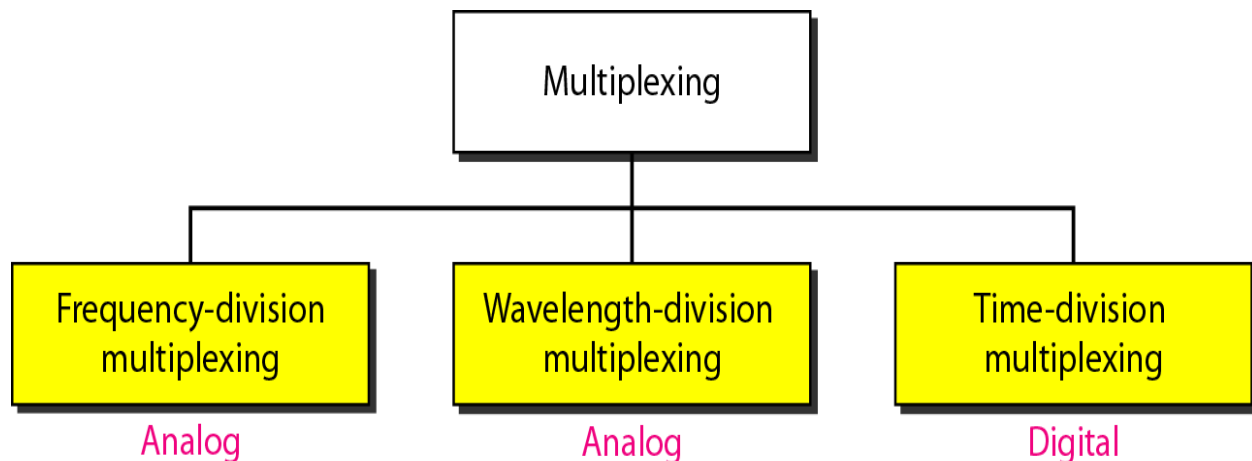 Multiplexing
Frequency-division
multiplexing
Wavelength-division
multiplexing
Time-division
multiplexing
Analog
Analog
Digital